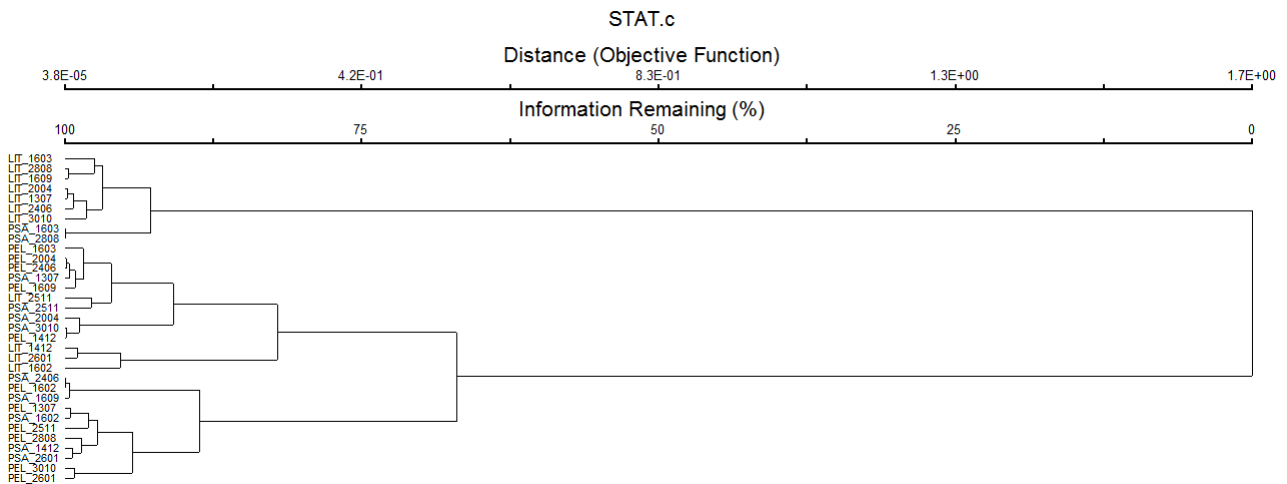 STAT.c
Distance (Objective Function)
3.8E-05 4.2E-01 8.3E-01 1.3E+00 1.7E+00
Information Remaining (%)
100 75 50 25 0
LIT_1603
LIT_2808
LIT_1609
LIT_2004
LIT_1307
LIT_2406
LIT_3010
PSA_1603
PSA_2808
PEL_1603
PEL_2004
PEL_2406
PSA_1307
PEL_1609
LIT_2511
PSA_2511
PSA_2004
PSA_3010
PEL_1412
LIT_1412
LIT_2601
LIT_1602
PSA_2406
PEL_1602
PSA_1609
PEL_1307
PSA_1602
PEL_2511
PEL_2808
PSA_1412
PSA_2601
PEL_3010
PEL_2601